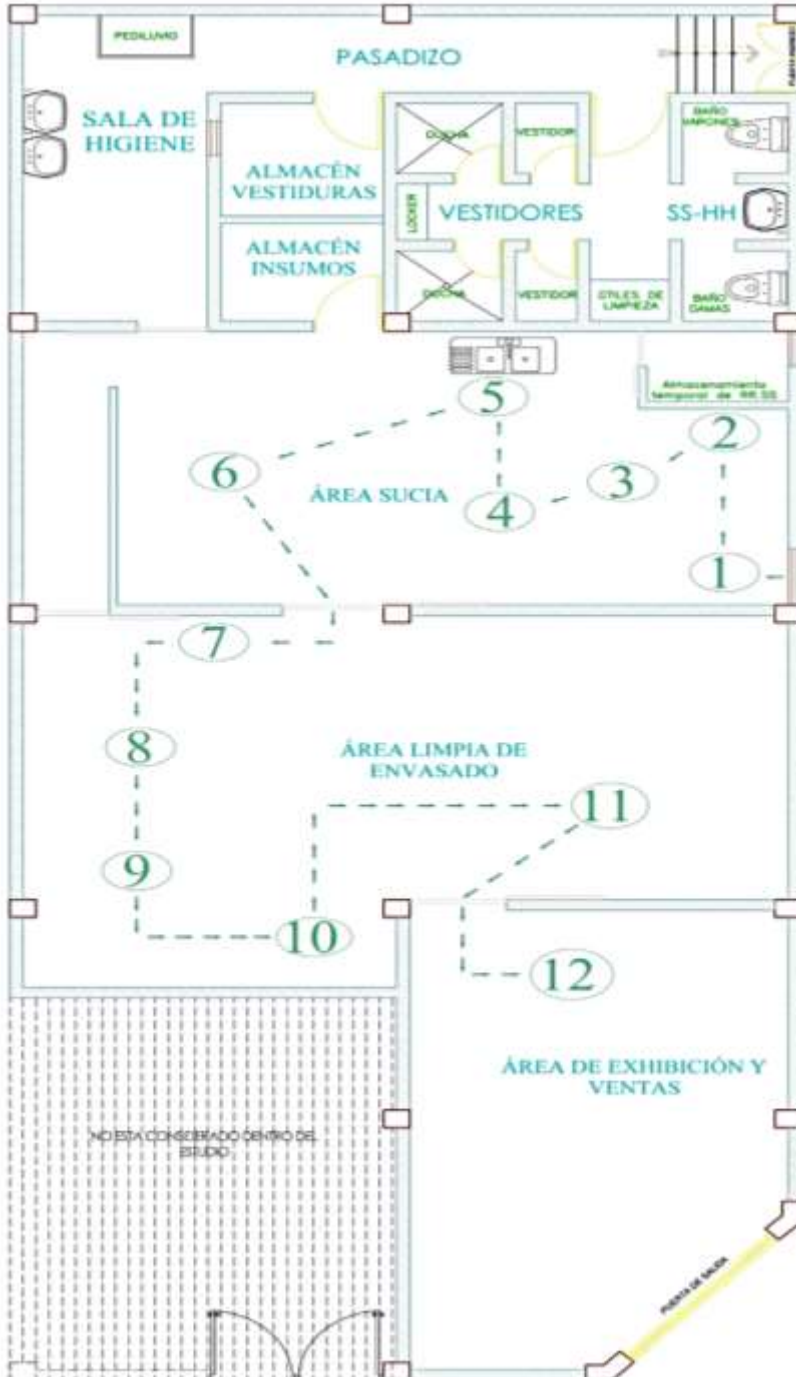 PEDILUVIO
PASADIZO
SALA DE
HIGIENE
ALMACÉN
VESTIDURAS
ALMACÉN
INSUMOS
DUCHA
VESTIDOR
BAÑO
VARONES
LOCKER
VESTIDORES
SS-HH
DUCHA
VESTIDOR
UTILES DE
LIMPIEZA
BAÑO
DAMAS
Almacenamiento
temporal de RR.SS
5
2
6
3
ÁREA SUCIA
4
1
7
8
ÁREA LIMPIA DE
ENVASADO
11
9
10
12
ÁREA DE EXHIBICIÓN Y
VENTAS
NO ESTA CONSIDERADO DENTRO DEL
ESTUDIO
PUERTA DE SALIDA